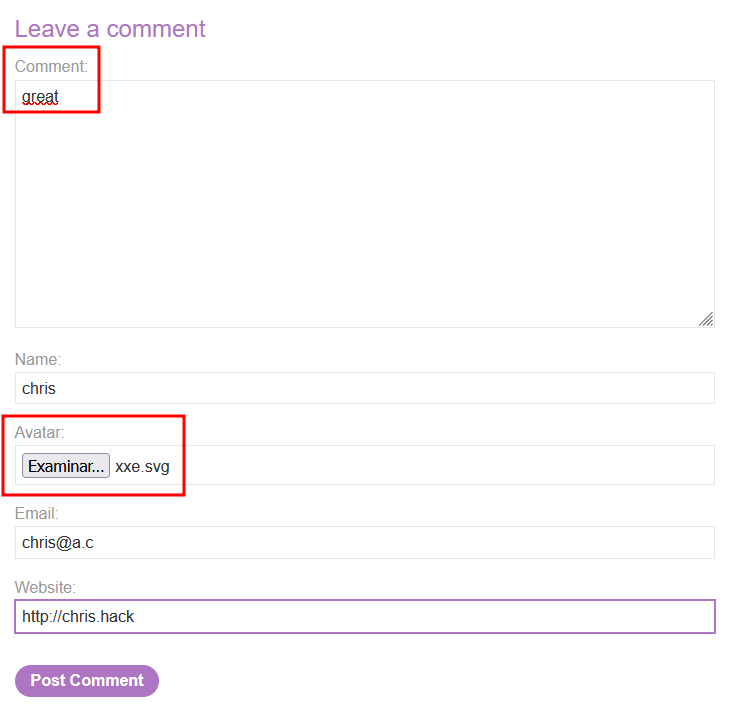 Leave a comment
Comment:
great
Name:
chris
Avatar:
Examinar... xxe.svg
Email:
chris@a.c
Website:
http://chris.hack
Post Comment